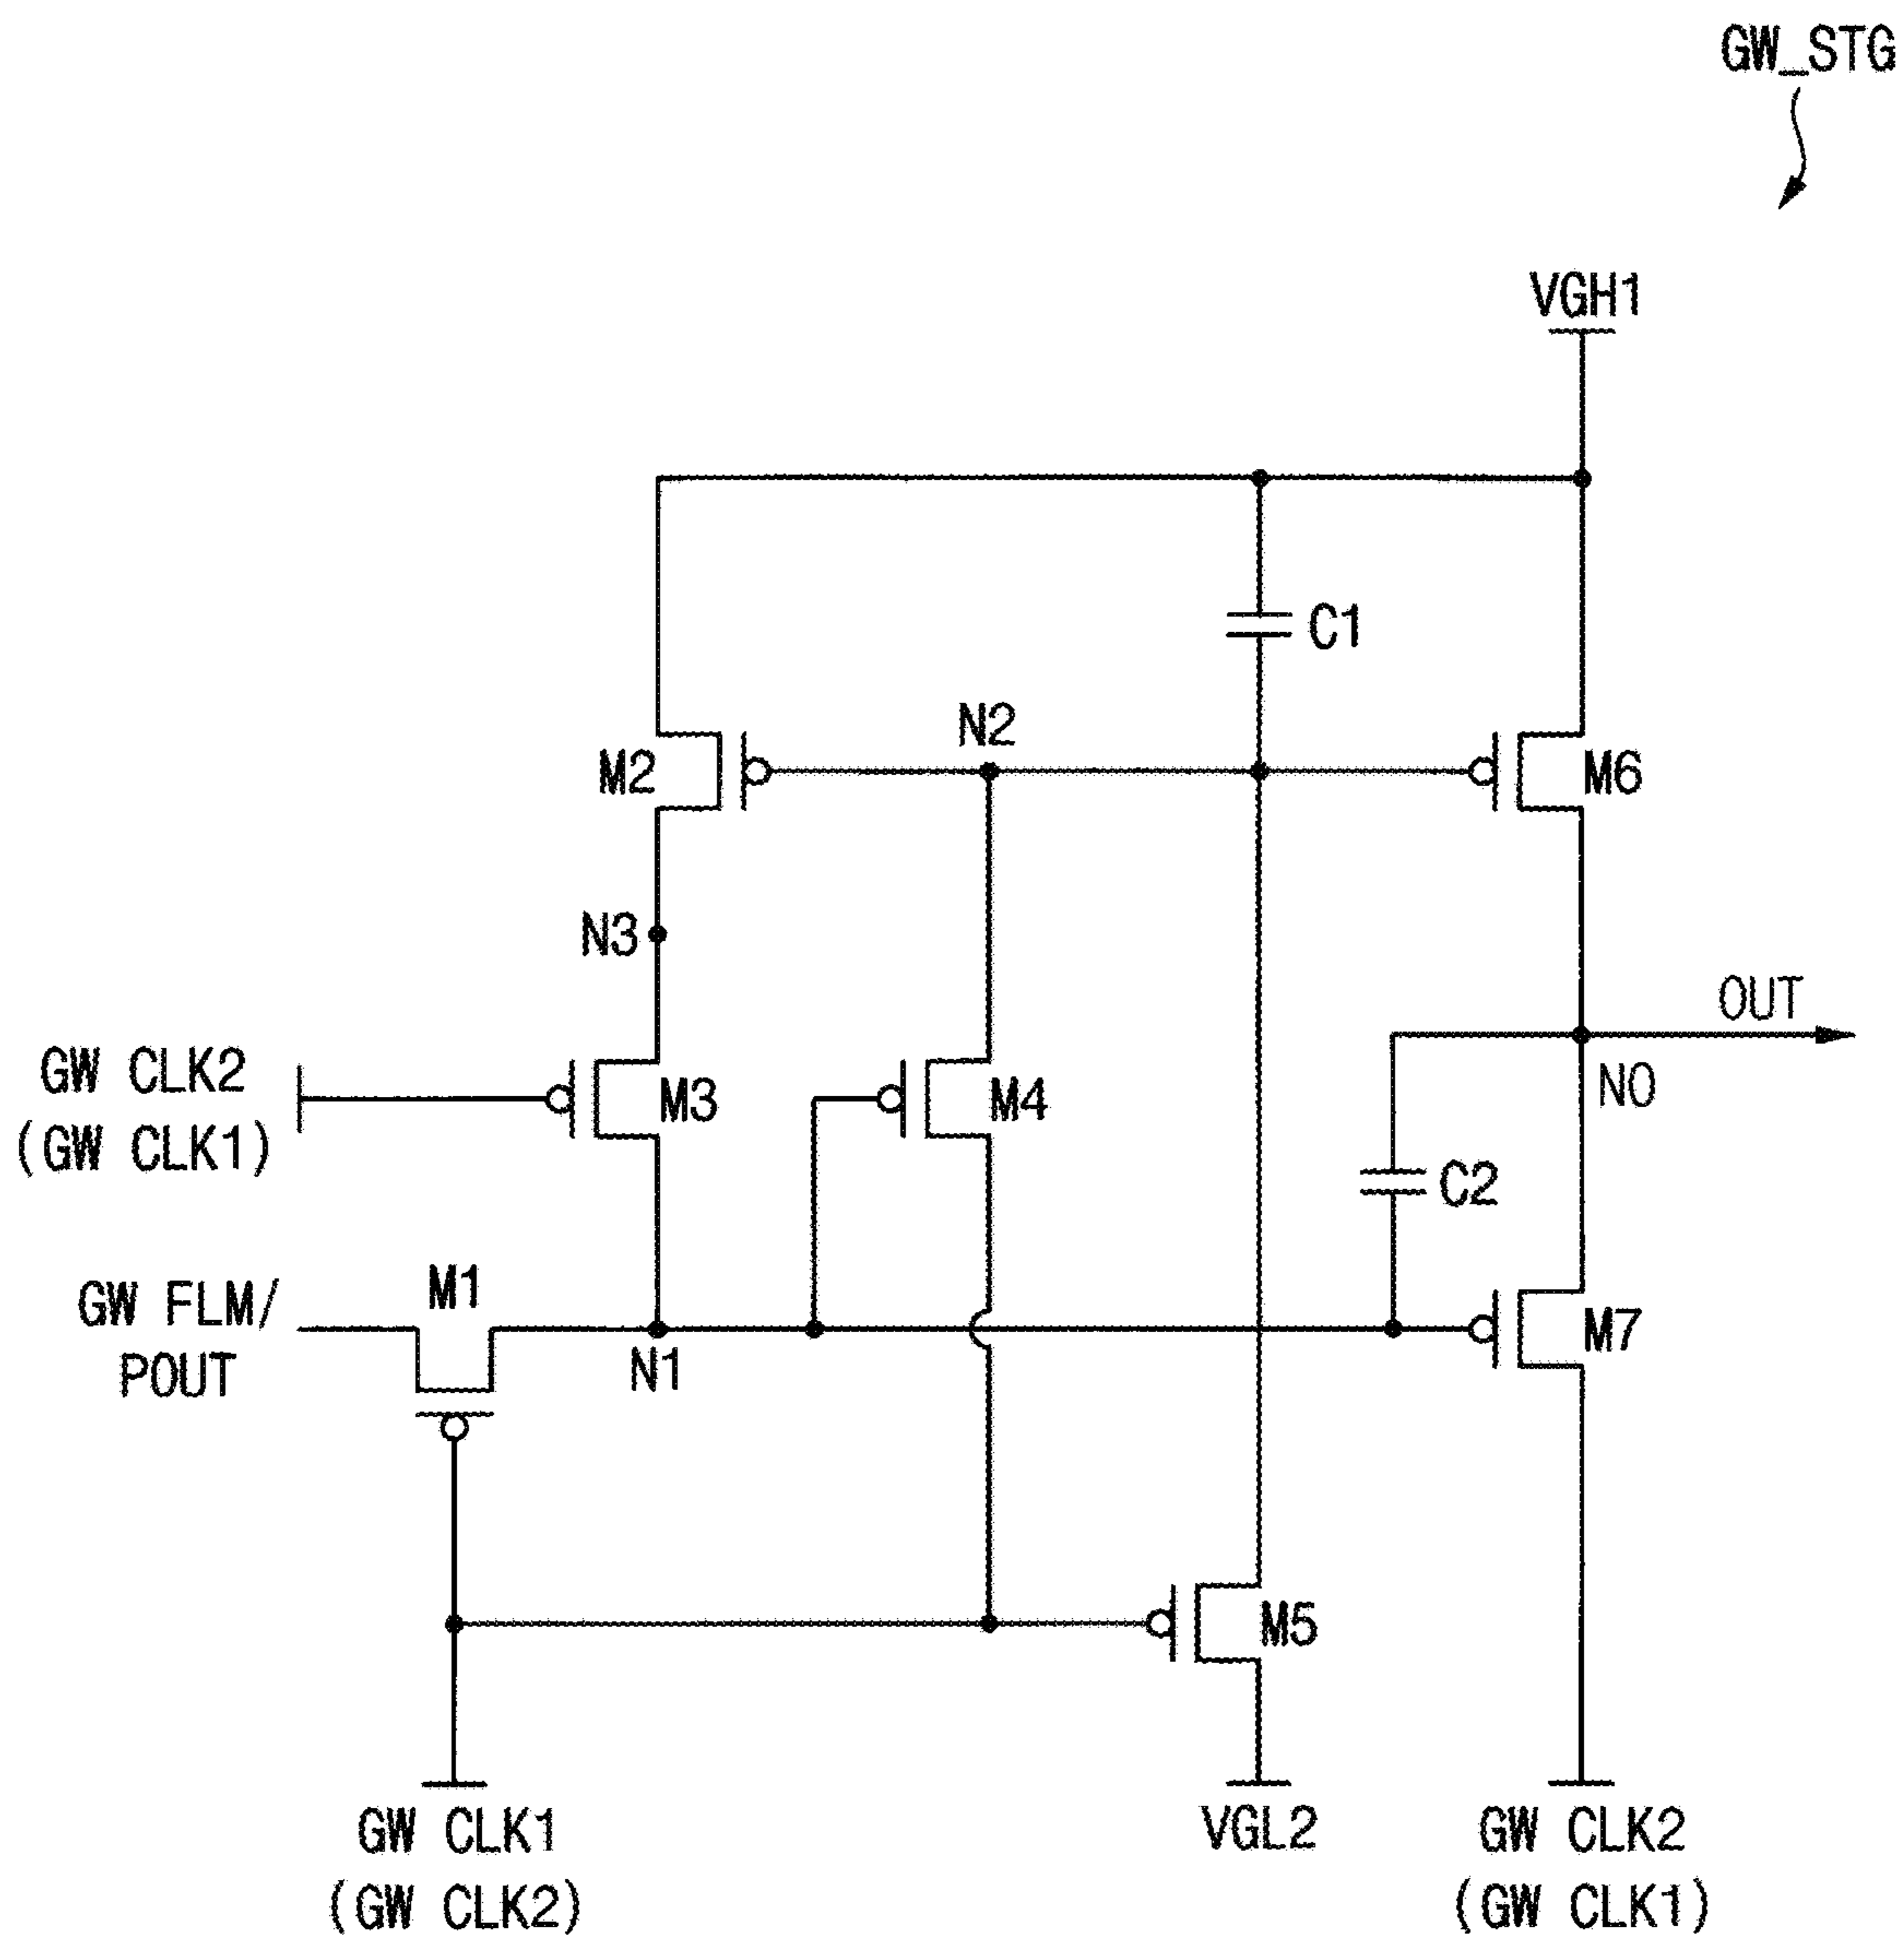 GW_STG
VGH1
C1
N2
M2
M6
N3
OUT
GW CLK2
(GW CLK1)
M3
M4
NO
C2
GW FLM/
POUT
M1
N1
M7
M5
GW CLK1
(GW CLK2)
VGL2
GW CLK2
(GW CLK1)